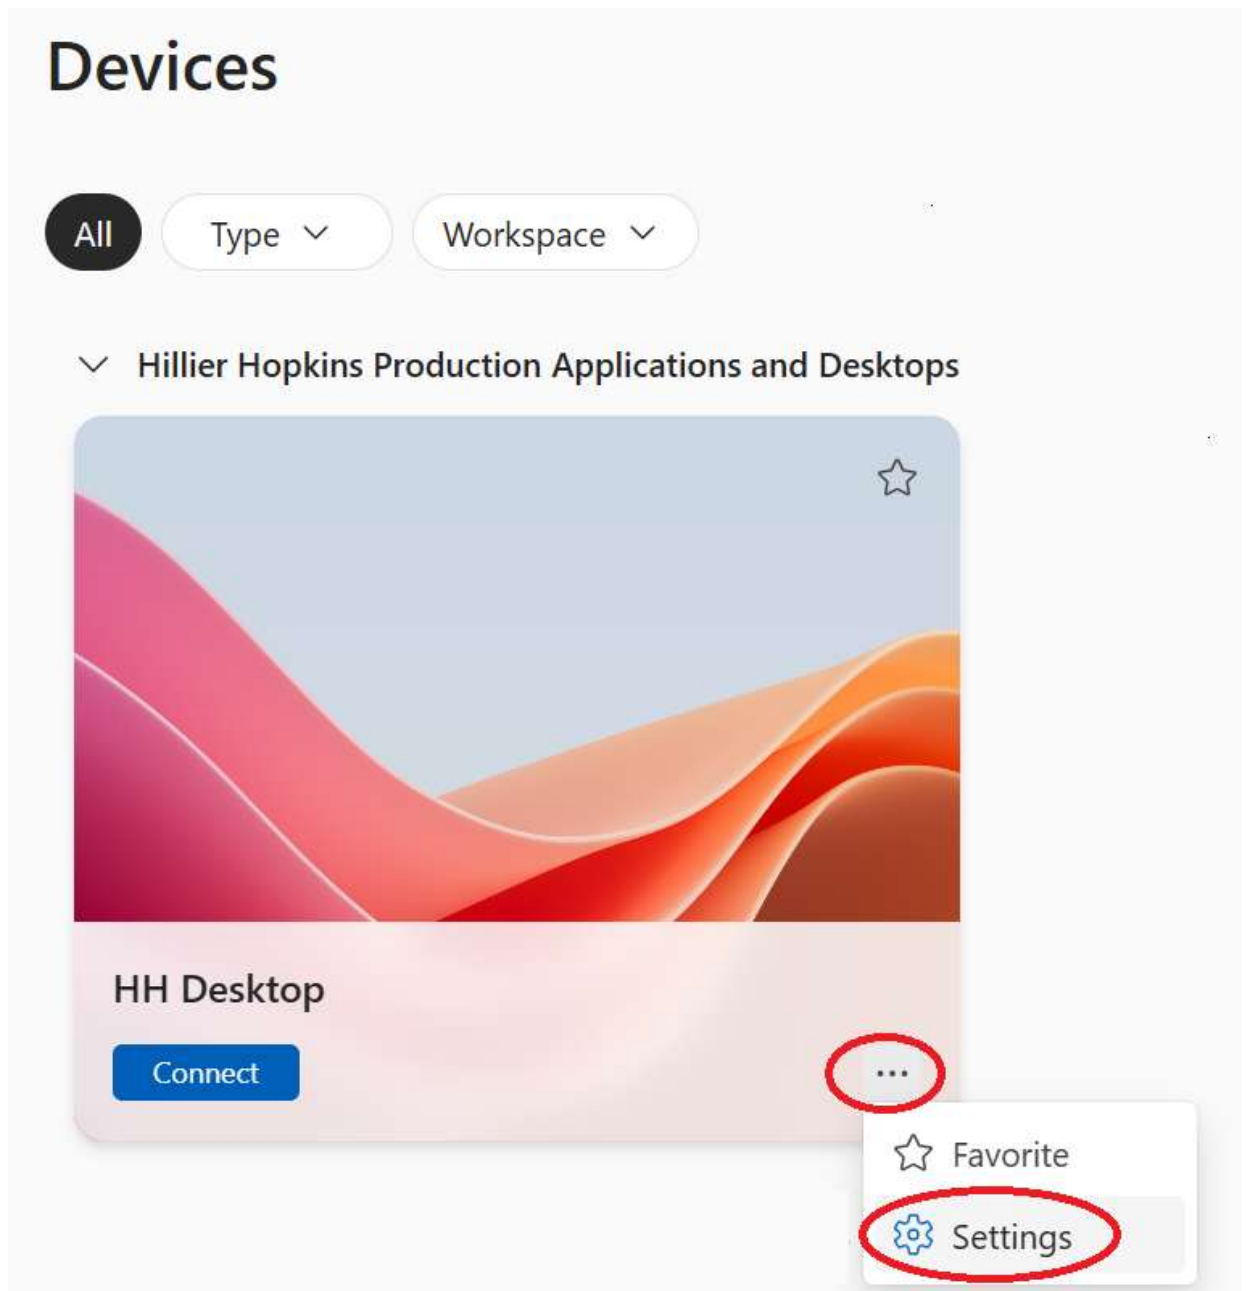 Devices
All Type Workspace
Hillier Hopkins Production Applications and Desktops
HH Desktop
Connect
Favorite
Settings